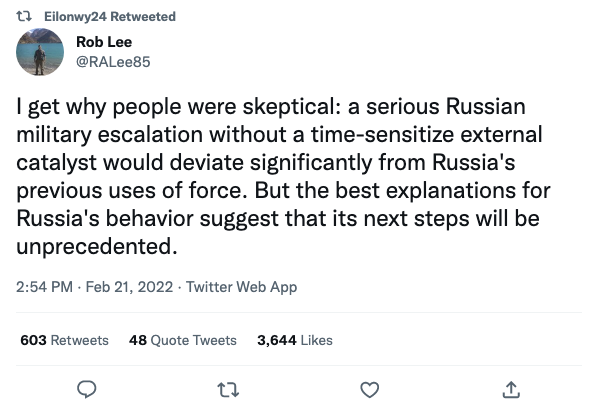 Eilonwy24 Retweeted
Rob Lee
@RALee85
I get why people were skeptical: a serious Russian
military escalation without a time-sensitize external
catalyst would deviate significantly from Russia's
previous uses of force. But the best explanations for
Russia's behavior suggest that its next steps will be
unprecedented.
2:54 PM · Feb 21, 2022 · Twitter Web App
603 Retweets 48 Quote Tweets 3,644 Likes